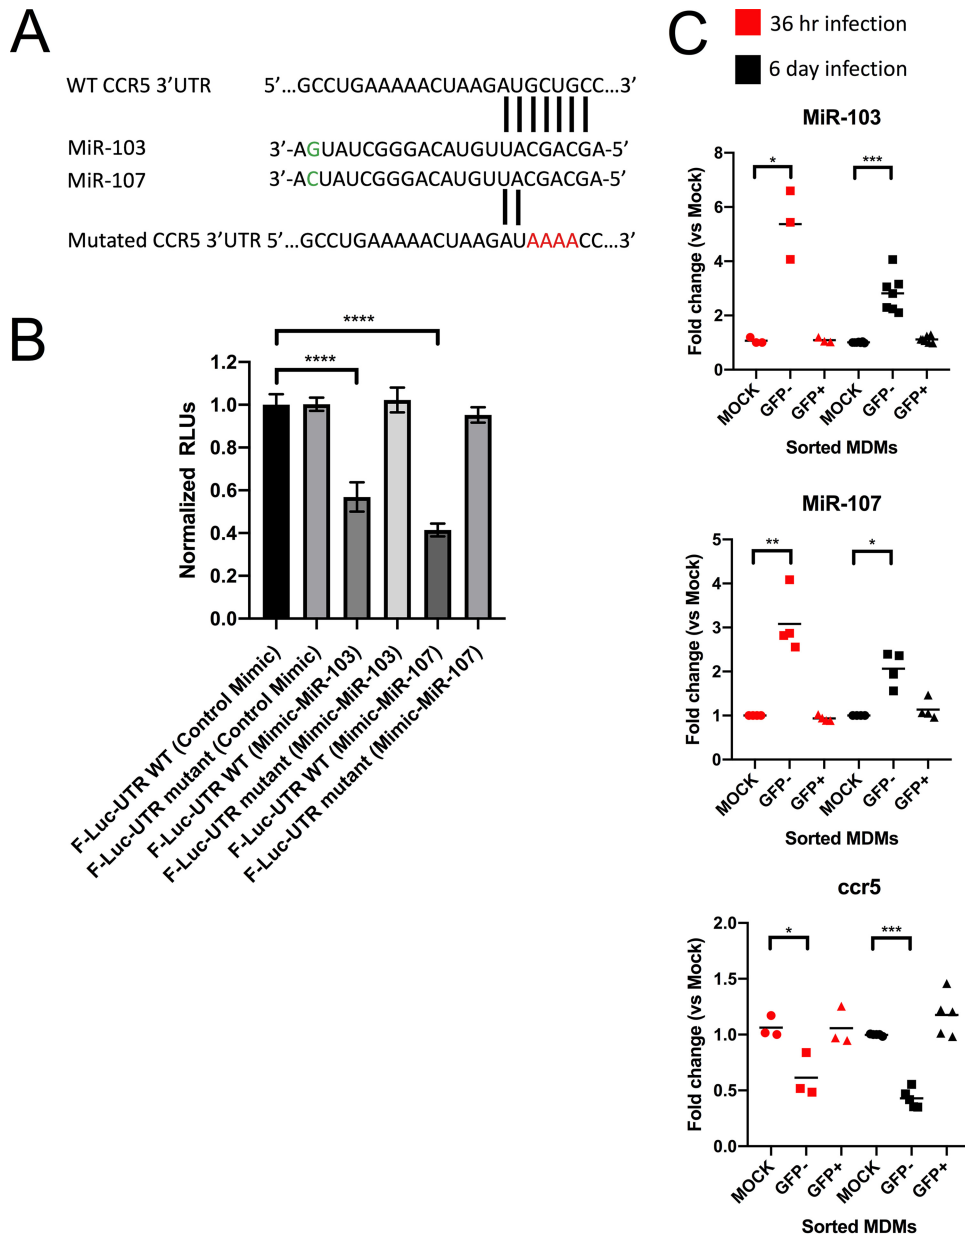 A
WT CCR5 3’UTR 5’...GCCUGAAAAACUAAGAUGCUGCC...3’
MiR-103 3’-AGUAUCGGGACAUGUUACGACGA-5’
MiR-107 3’-ACUAUCGGGACAUGUUACGACGA-5’
Mutated CCR5 3’UTR 5’...GCCUGAAAAACUAAGAUAAAACC...3’
B
****
****
Normalized RLUs
1.2
1.0
0.8
0.6
0.4
0.2
0.0
F-Luc-UTR WT (Control Mimic)
F-Luc-UTR mutant (Control Mimic)
F-Luc-UTR WT (Mimic-MiR-103)
F-Luc-UTR mutant (Mimic-MiR-103)
F-Luc-UTR WT (Mimic-MiR-107)
F-Luc-UTR mutant (Mimic-MiR-107)
C
36 hr infection
6 day infection
MiR-103
Fold change (vs Mock)
8
6
4
2
0
* ***
MOCK GFP- GFP+ MOCK GFP- GFP+
Sorted MDMs
MiR-107
Fold change (vs Mock)
5
4
3
2
1
0
** *
MOCK GFP- GFP+ MOCK GFP- GFP+
Sorted MDMs
ccr5
Fold change (vs Mock)
2.0
1.5
1.0
0.5
0.0
* ***
MOCK GFP- GFP+ MOCK GFP- GFP+
Sorted MDMs